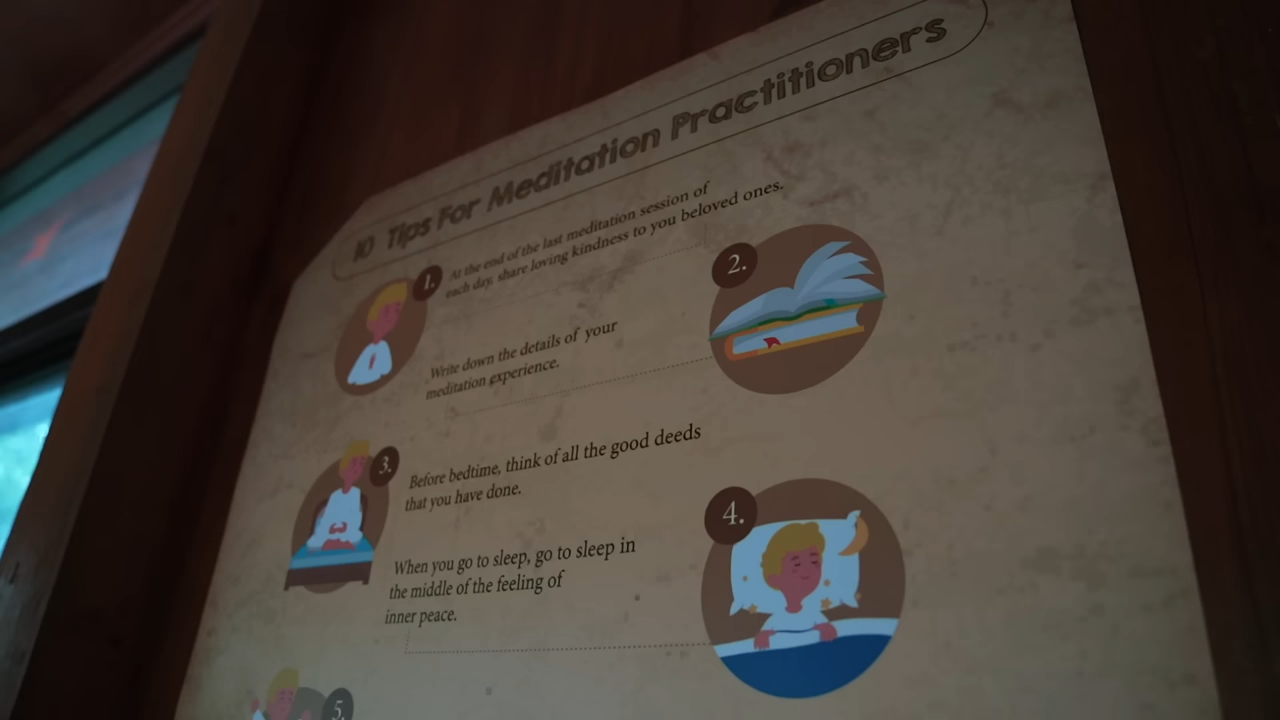 10 Tips For Meditation Practitioners
1.
At the end of the last meditation session of
each day, share loving kindness to you beloved ones.
2.
Write down the details of your
meditation experience.
3.
Before bedtime, think of all the good deeds
that you have done.
4.
When you go to sleep, go to sleep in
the middle of the feeling of
inner peace.
5.